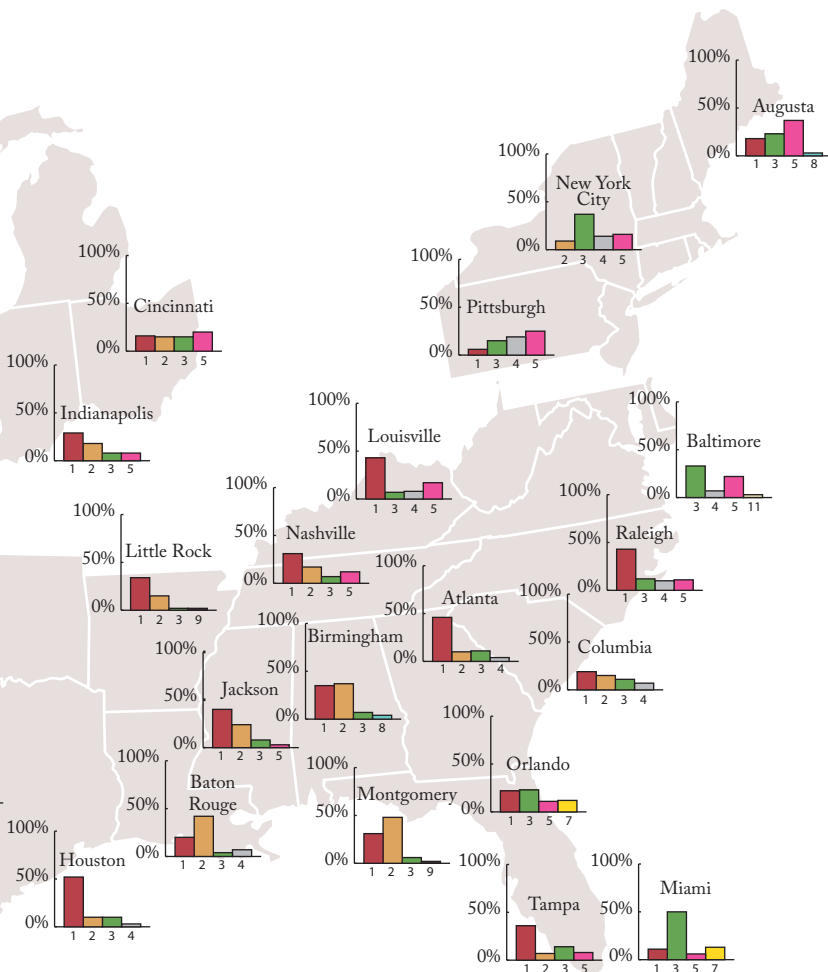 100%
50%
0%
Augusta
1 3 5 8
100%
50%
0%
New York
City
2 3 4 5
100%
50%
0%
Cincinnati
1 2 3 5
100%
50%
0%
Pittsburgh
1 3 4 5
100%
50%
0%
Indianapolis
1 2 3 5
100%
50%
0%
Louisville
1 3 4 5
100%
50%
0%
Baltimore
3 4 5 11
100%
50%
0%
Nashville
1 2 3 5
100%
50%
0%
Raleigh
1 3 4 5
100%
50%
0%
Little Rock
1 2 3 9
100%
50%
0%
Atlanta
1 2 3 4
100%
50%
0%
Columbia
1 2 3 4
100%
50%
0%
Birmingham
1 2 3 8
100%
50%
0%
Jackson
1 2 3 5
100%
50%
0%
Orlando
1 3 5 7
100%
50%
0%
Baton
Rouge
1 2 3 4
100%
50%
0%
Montgomery
1 2 3 9
100%
50%
0%
Houston
1 2 3 4
100%
50%
0%
Tampa
1 2 3 5
100%
50%
0%
Miami
1 3 5 7